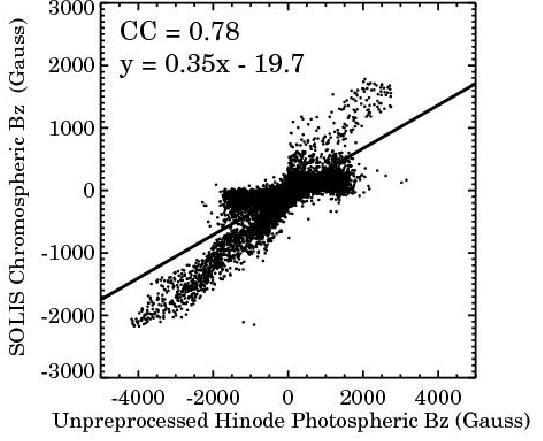 CC = 0.78
y = 0.35x - 19.7
SOLIS Chromospheric Bz (Gauss)
3000
2000
1000
0
-1000
-2000
-3000
-4000 -2000 0 2000 4000
Unpreprocessed Hinode Photospheric Bz (Gauss)